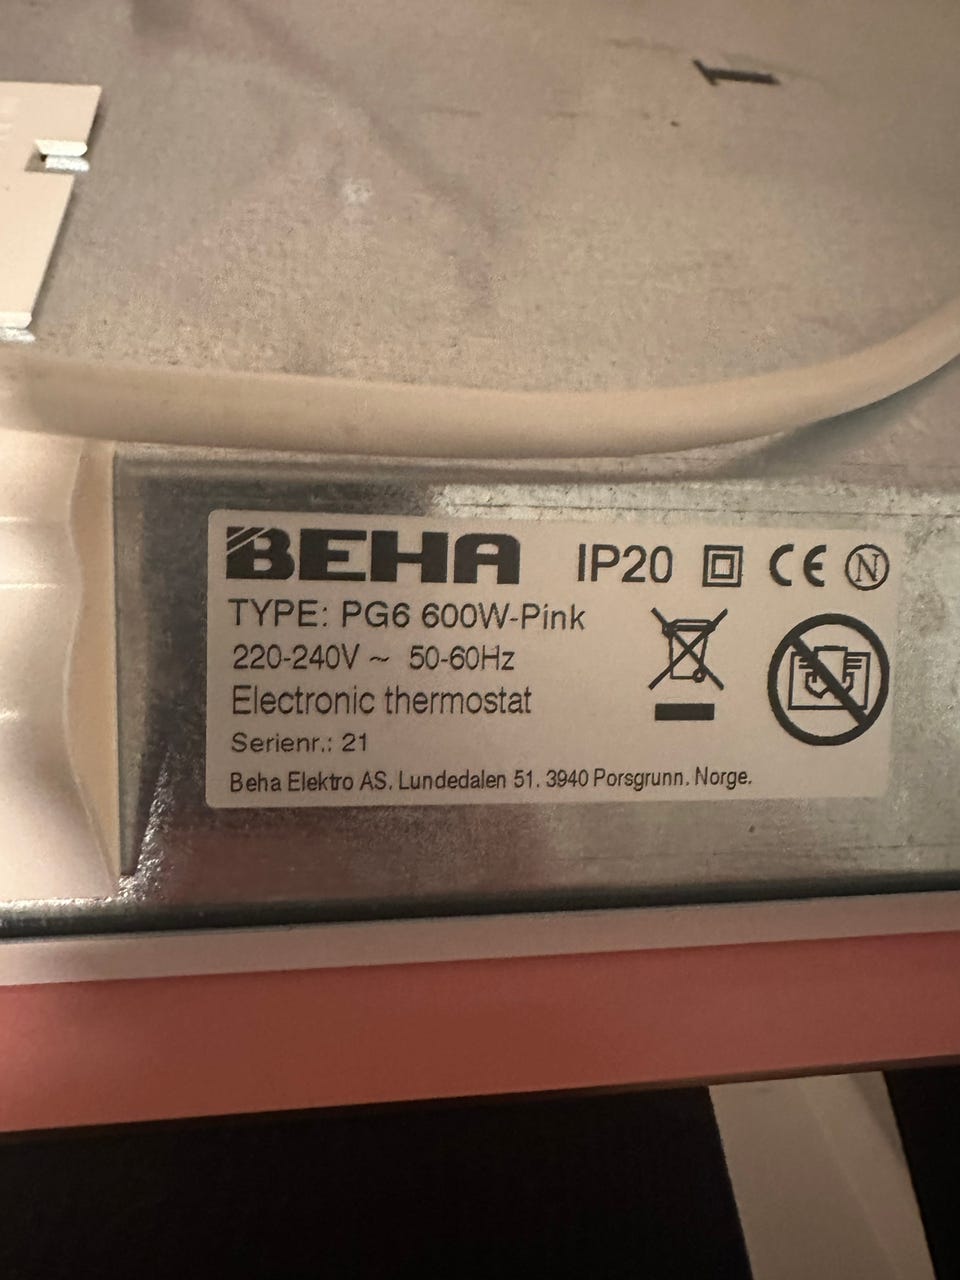 BEHA IP20 CE N
TYPE: PG6 600W-Pink
220-240V ~ 50-60Hz
Electronic thermostat
Serienr.: 21
Beha Elektro AS. Lundedalen 51. 3940 Porsgrunn. Norge.